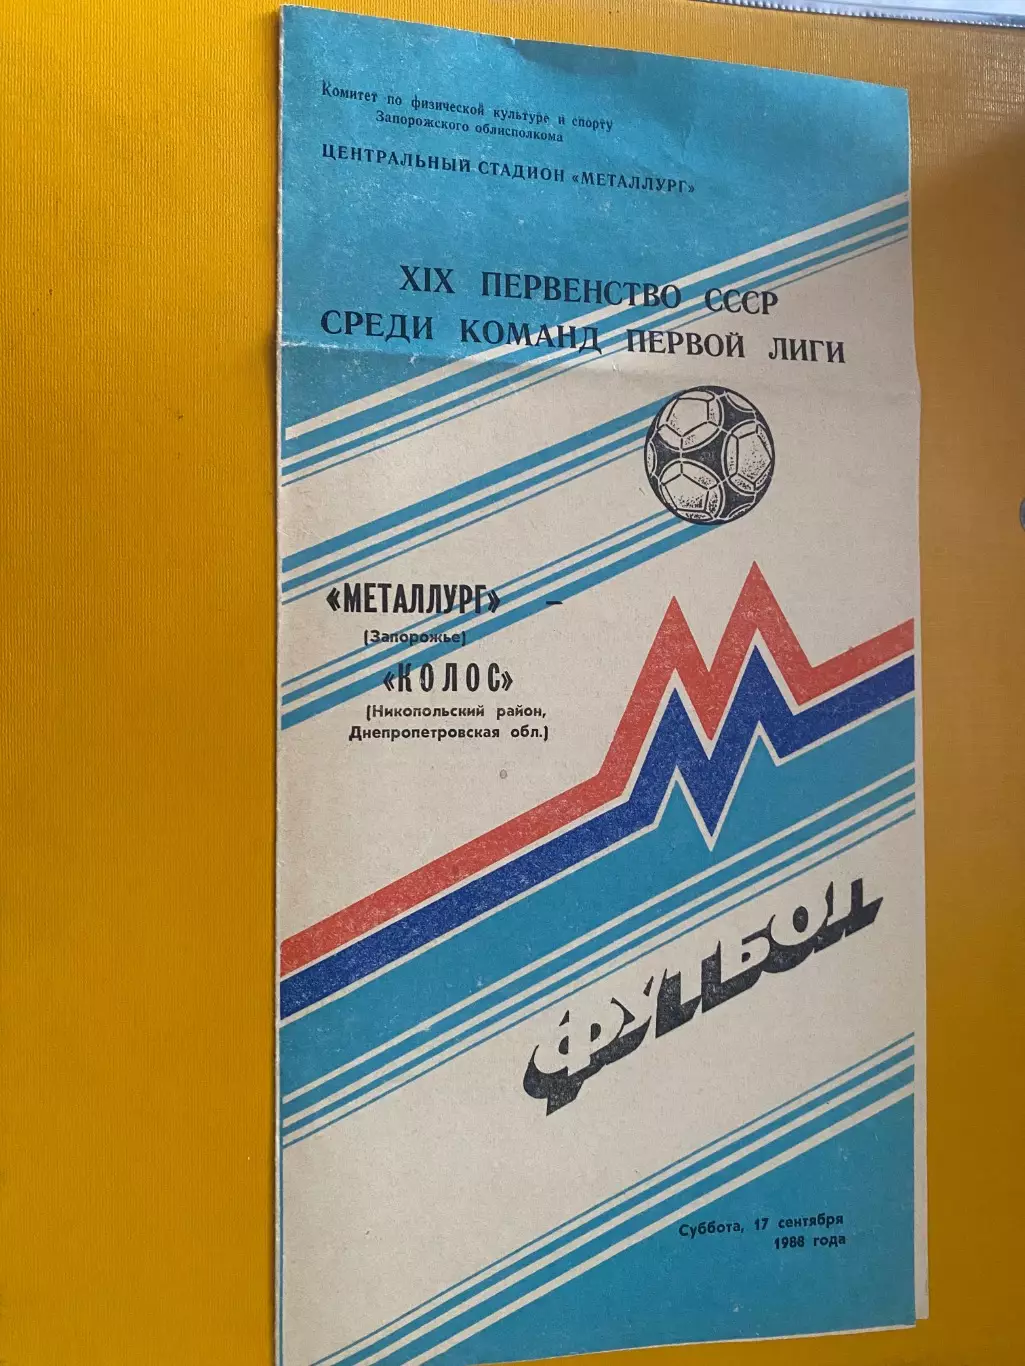 Комитет по физической культуре и спорту
Запорожского облисполкома
ЦЕНТРАЛЬНЫЙ СТАДИОН «МЕТАЛЛУРГ»
XIX ПЕРВЕНСТВО СССР
СРЕДИ КОМАНД ПЕРВОЙ ЛИГИ
«МЕТАЛЛУРГ» –
(Запорожье)
«КОЛОС»
(Никопольский район,
Днепропетровская обл.)
ФУТБОЛ
Суббота, 17 сентября
1988 года